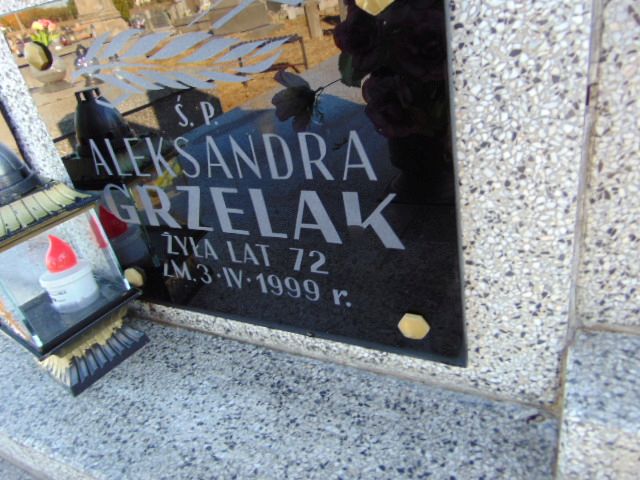 Ś. P.
ALEKSANDRA
GRZELAK
ŻYŁA LAT 72
ZM. 3·IV·1999 r.